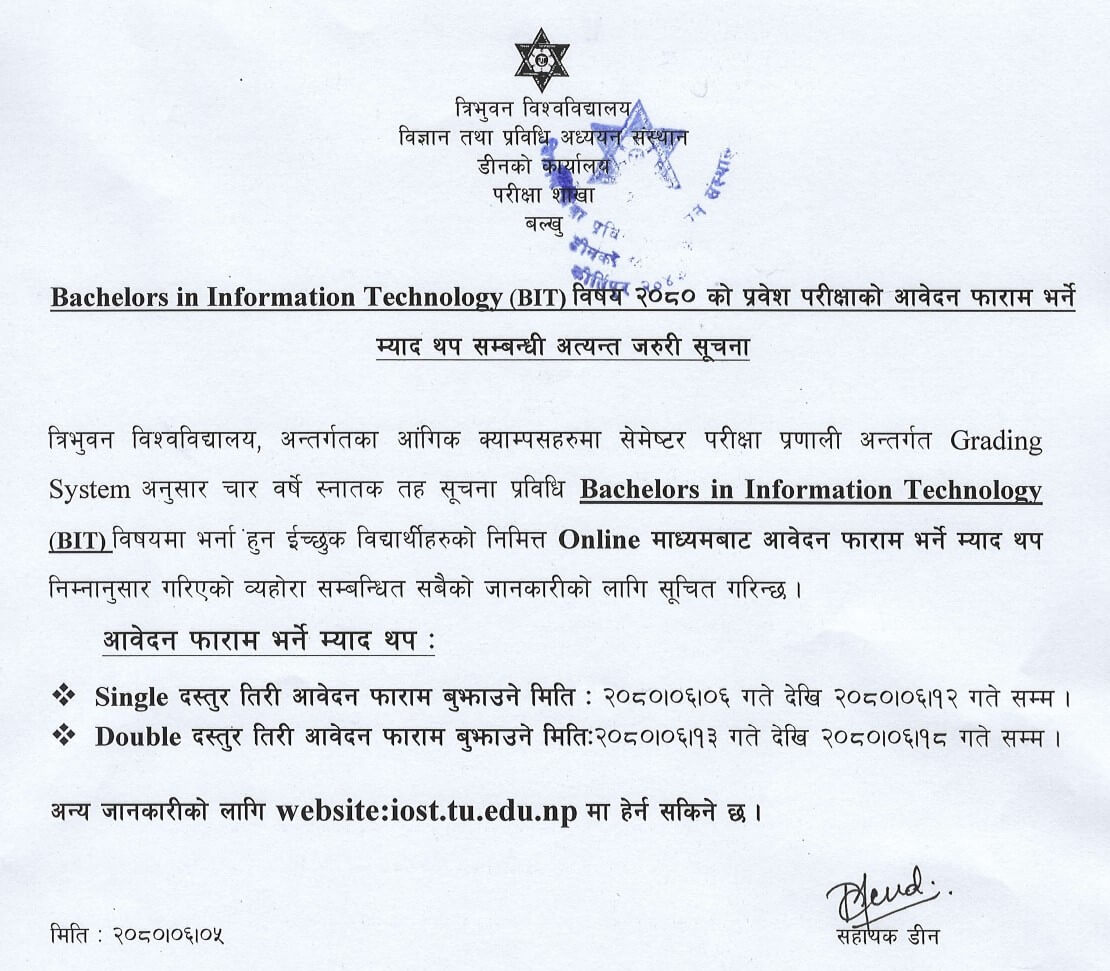 त्रिभुवन विश्वविद्यालय
विज्ञान तथा प्रविधि अध्ययन संस्थान
डीनको कार्यालय
परीक्षा शाखा
बल्खु
Bachelors in Information Technology (BIT) विषय २०८० को प्रवेश परीक्षाको आवेदन फाराम भर्ने
म्याद थप सम्बन्धी अत्यन्त जरुरी सूचना
त्रिभुवन विश्वविद्यालय, अन्तर्गतका आंगिक क्याम्पसहरुमा सेमेष्टर परीक्षा प्रणाली अन्तर्गत Grading
System अनुसार चार वर्षे स्नातक तह सूचना प्रविधि Bachelors in Information Technology
(BIT) विषयमा भर्ना हुन ईच्छुक विद्यार्थीहरुको निमित्त Online माध्यमबाट आवेदन फाराम भर्ने म्याद थप
निम्नानुसार गरिएको व्यहोरा सम्बन्धित सबैको जानकारीको लागि सूचित गरिन्छ ।
आवेदन फाराम भर्ने म्याद थप :
❖ Single दस्तुर तिरी आवेदन फाराम बुझाउने मिति : २०८०।०६।०६ गते देखि २०८०।०६।१२ गते सम्म ।
❖ Double दस्तुर तिरी आवेदन फाराम बुझाउने मिति:२०८०।०६।१३ गते देखि २०८०।०६।१८ गते सम्म ।
अन्य जानकारीको लागि website:iost.tu.edu.np मा हेर्न सकिने छ ।
मिति : २०८०।०६।०५
सहायक डीन